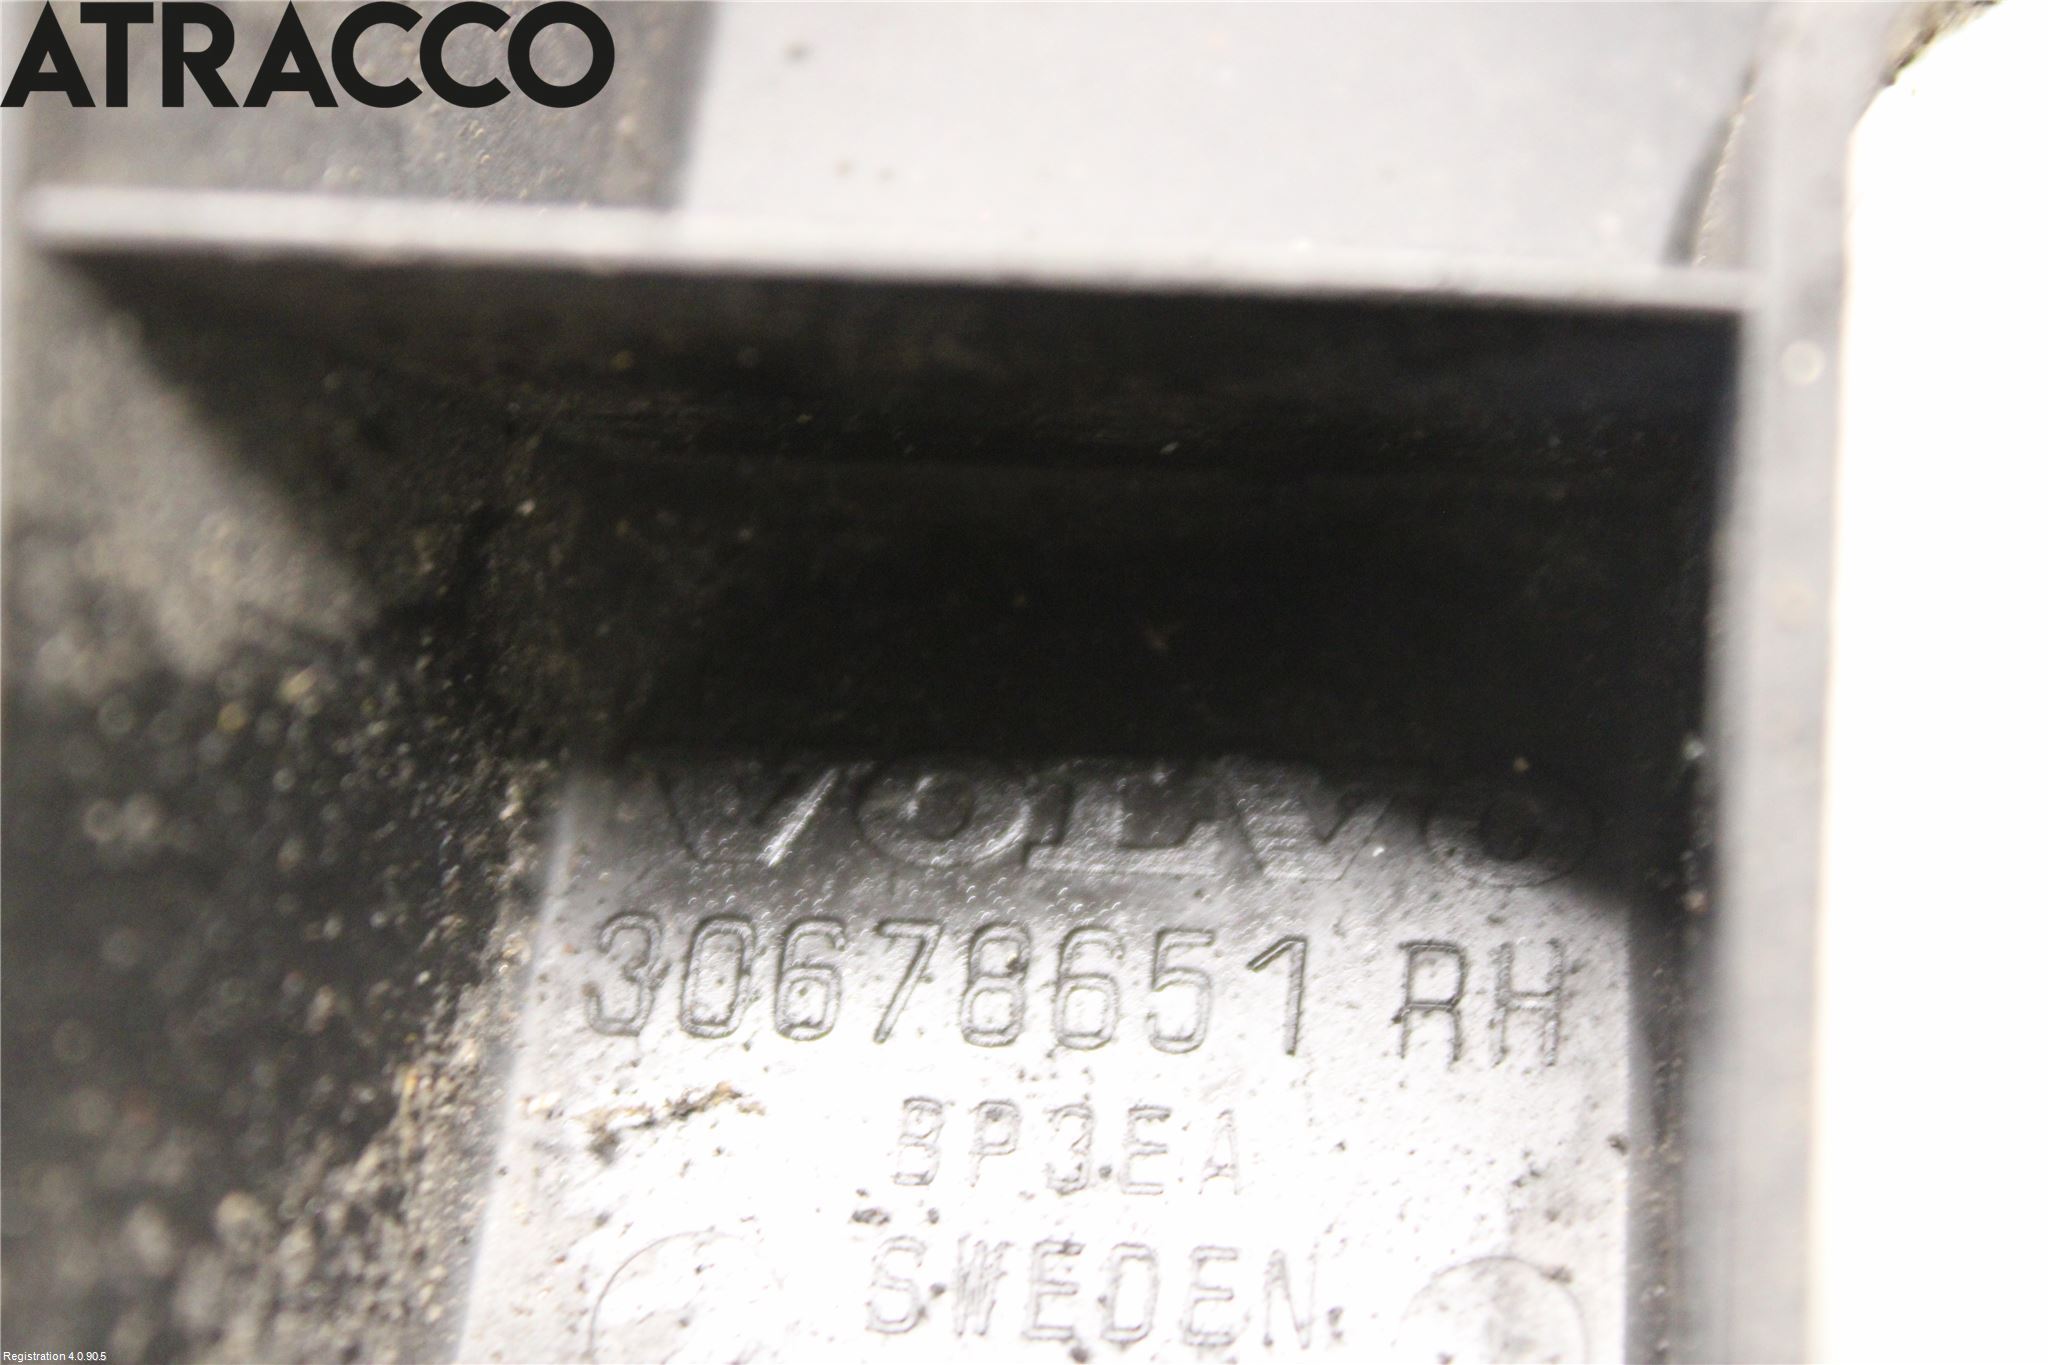 ATRACCO
VOLVO
30678651 RH
BP3EA
SWEDEN
Registration 4.0.90.5